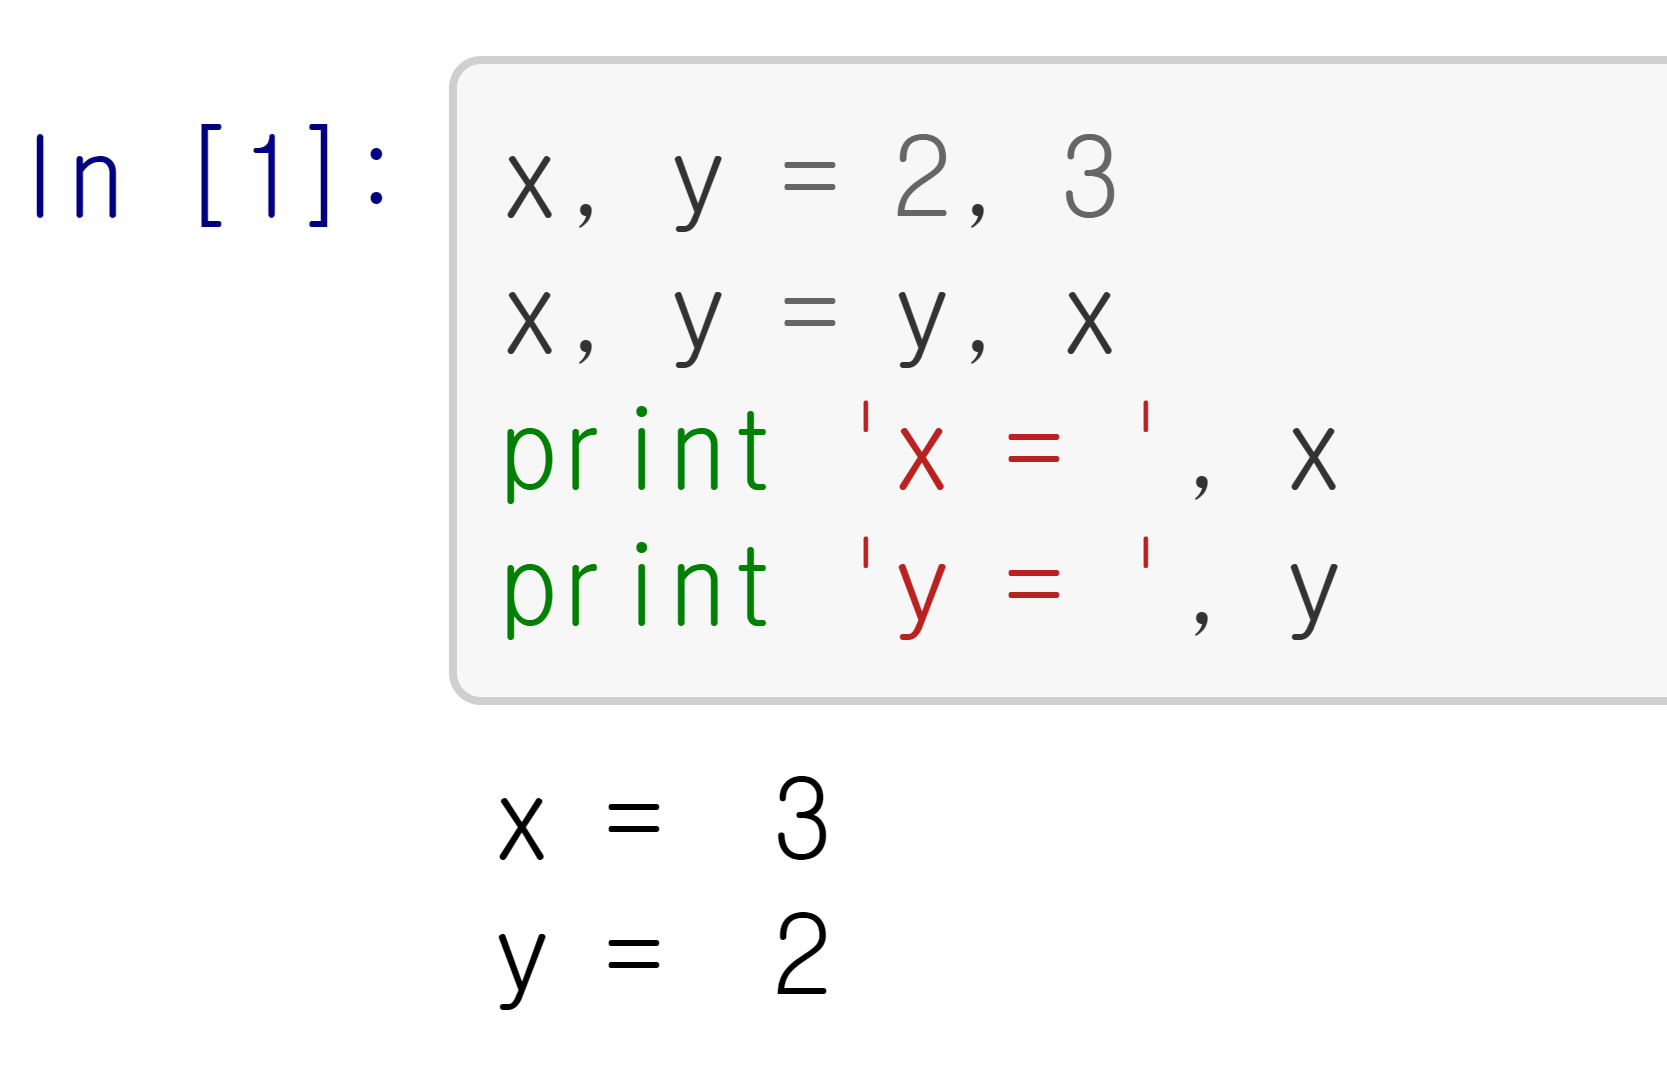 In [1]:
x, y = 2, 3
x, y = y, x
print 'x = ', x
print 'y = ', y
x =  3
y =  2